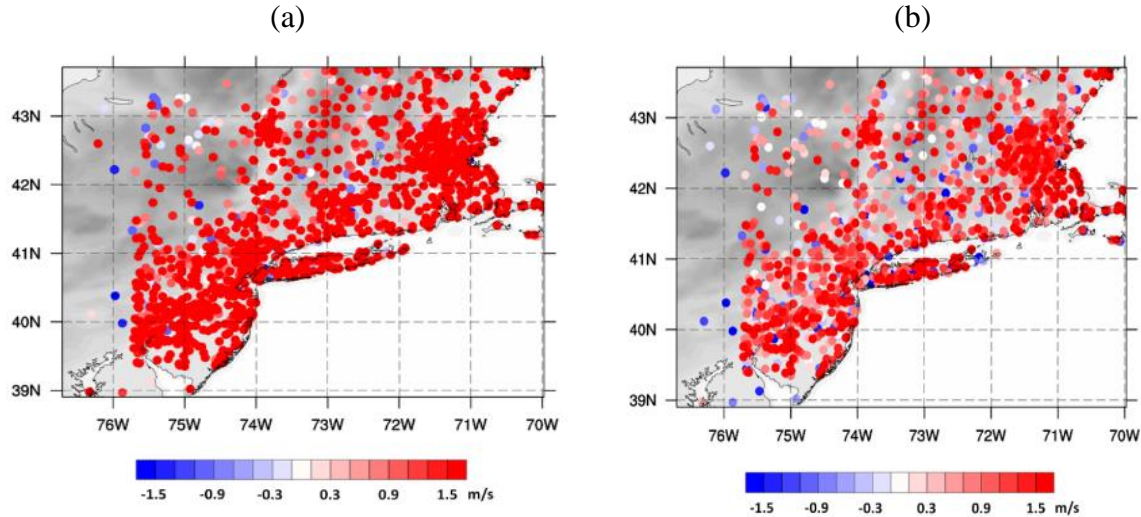 (a) (b)
43N 43N
42N 42N
41N 41N
40N 40N
39N 39N
76W 75W 74W 73W 72W 71W 70W 76W 75W 74W 73W 72W 71W 70W
-1.5 -0.9 -0.3 0.3 0.9 1.5 m/s -1.5 -0.9 -0.3 0.3 0.9 1.5 m/s